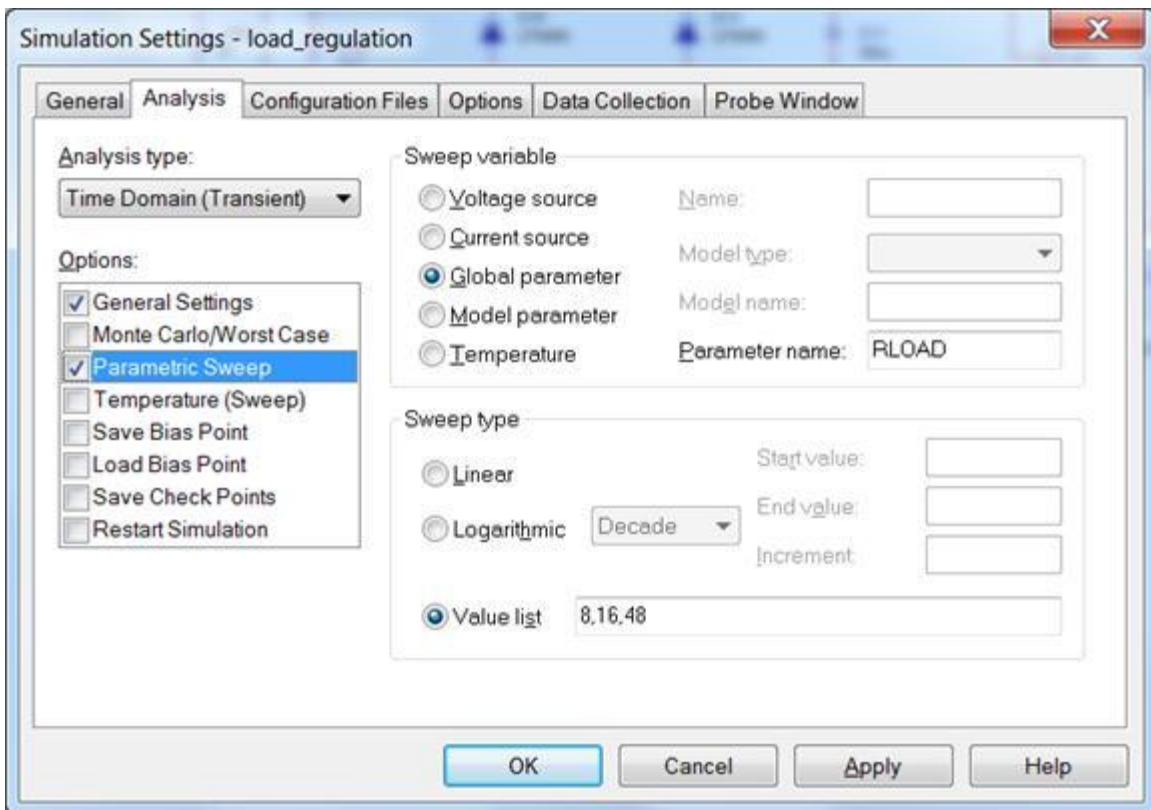 Simulation Settings - load_regulation
General Analysis Configuration Files Options Data Collection Probe Window
Analysis type:
Time Domain (Transient)
Options:
General Settings
Monte Carlo/Worst Case
Parametric Sweep
Temperature (Sweep)
Save Bias Point
Load Bias Point
Save Check Points
Restart Simulation
Sweep variable
Voltage source
Current source
Global parameter
Model parameter
Temperature
Name:
Model type:
Model name:
Parameter name: RLOAD
Sweep type
Linear
Logarithmic Decade
Start value:
End value:
Increment:
Value list 8,16,48
OK Cancel Apply Help